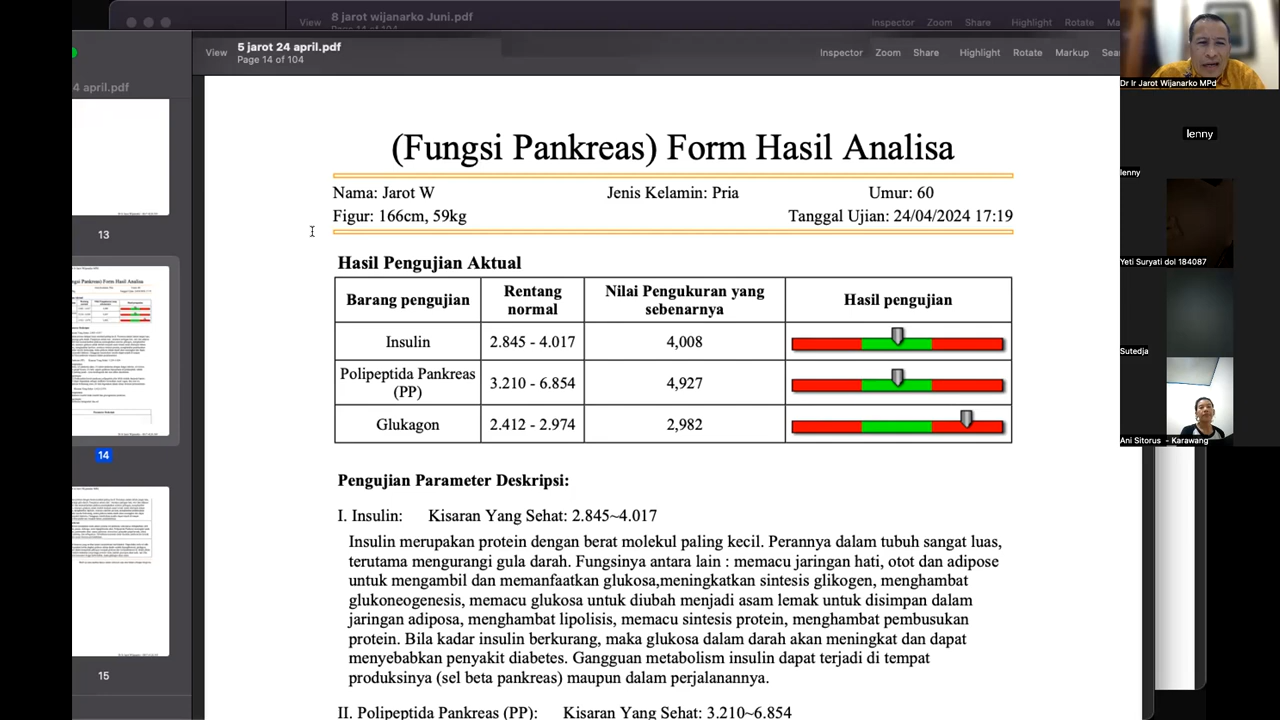 8 jarot wijanarko Juni.pdf
View
Inspector Zoom Share Highlight Rotate
5 jarot 24 april.pdf
Page 14 of 104
View
Inspector Zoom Share Highlight Rotate Markup
4 april.pdf
13
14
15
(Fungsi Pankreas) Form Hasil Analisa
Nama: Jarot W Jenis Kelamin: Pria Umur: 60
Figur: 166cm, 59kg Tanggal Ujian: 24/04/2024 17:19
Hasil Pengujian Aktual
pengujian
Nilai Pengukuran yang sebenarnya
Hasil pengujian
Insulin 2.845 - 4.017 4,008
Pankreas (PP) 3.210 - 6.854 4,927
Glukagon 2.412 - 2.974 2,982
Pengujian Parameter Deskripsi:
2.845~4.017
Insulin merupakan protein dengan berat molekul paling kecil. Peranan dalam tubuh sangat luas
terutama mengurangi gula darah. Fungsinya antara lain : memacu jaringan hati, otot dan adipose
untuk mengambil dan memanfaatkan glukosa,meningkatkan sintesis glikogen, menghambat
glukoneogenesis, memacu glukosa untuk diubah menjadi asam lemak untuk disimpan dalam
jaringan adiposa, menghambat lipolisis, memacu sintesis protein, menghambat pembusukan
protein. Bila kadar insulin berkurang, maka glukosa dalam darah akan meningkat dan dapat
menyebabkan penyakit diabetes. Gangguan metabolism insulin dapat terjadi di tempat
produksinya (sel beta pankreas) maupun dalam perjalanannya.
II. Polipeptida Pankreas (PP): Kisaran Yang Sehat: 3.210~6.854
Dr Ir Jarot Wijanarko MPd
lenny
lenny
Yeti Suryati dol 184087
Sutedja
Ani Sitorus - Karawang